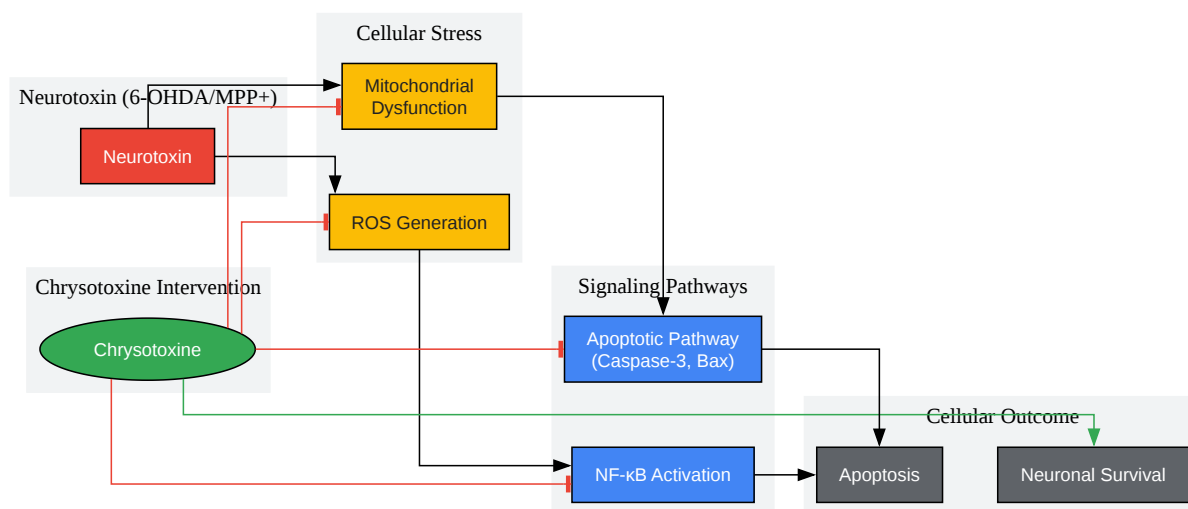 Cellular Stress
Mitochondrial
Dysfunction
Neurotoxin (6-OHDA/MPP+)
Neurotoxin
ROS Generation
Chrysotoxine Intervention
Chrysotoxine
Signaling Pathways
Apoptotic Pathway
(Caspase-3, Bax)
NF-κB Activation
Cellular Outcome
Apoptosis
Neuronal Survival